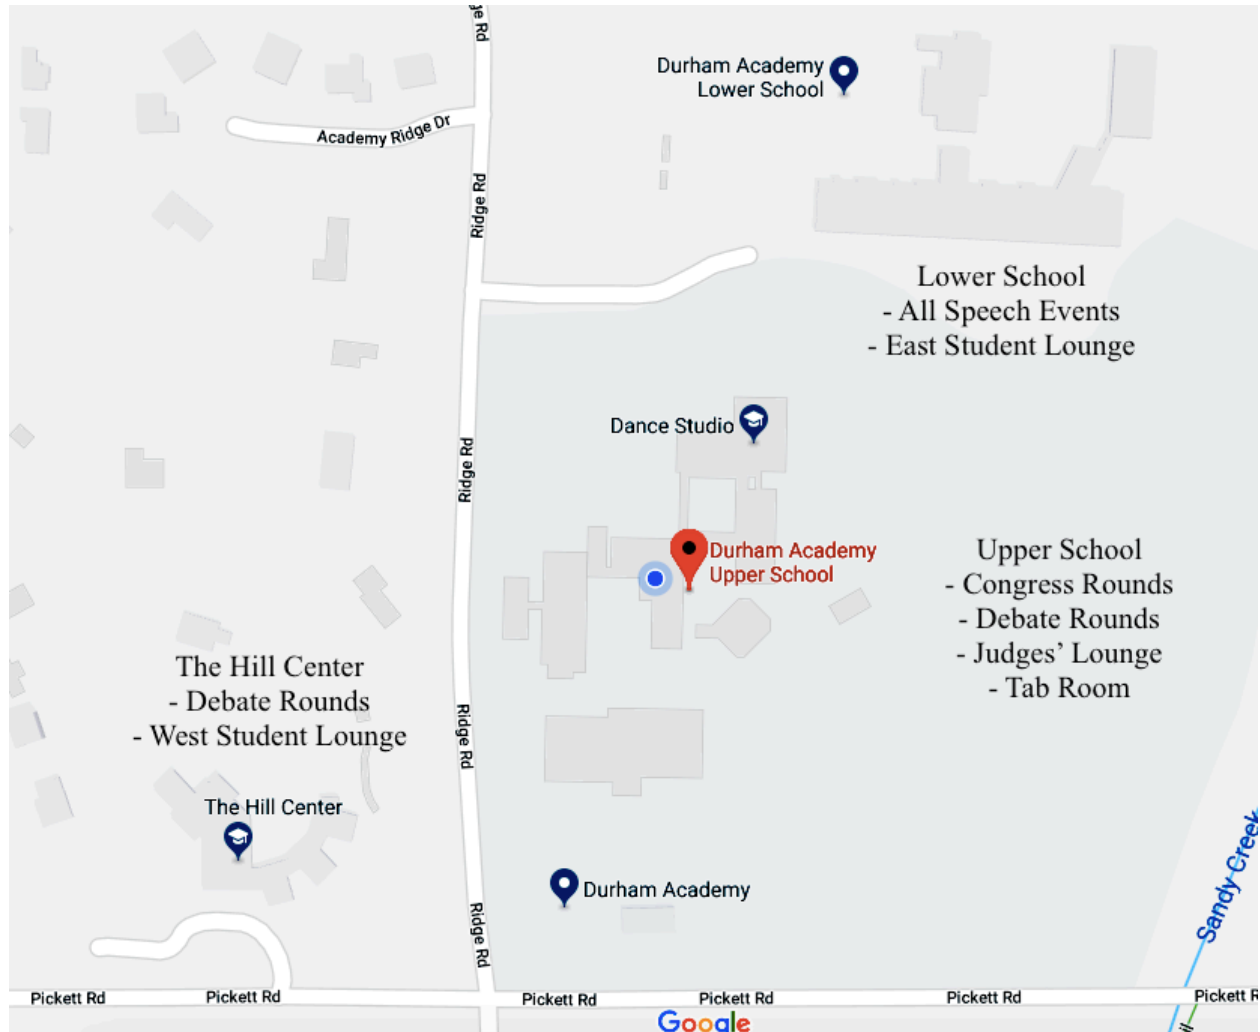 ge Rd
Durham Academy
Lower School
Academy Ridge Dr
Ridge Rd
Lower School
- All Speech Events
- East Student Lounge
Dance Studio
Ridge Rd
Durham Academy
Upper School
Upper School
- Congress Rounds
- Debate Rounds
- Judges’ Lounge
- Tab Room
The Hill Center
- Debate Rounds
- West Student Lounge
Ridge Rd
The Hill Center
Durham Academy
Ridge Rd
Sandy Creek
Pickett Rd
Pickett Rd
Pickett Rd
Pickett Rd
Pickett Rd
Pickett R
Google